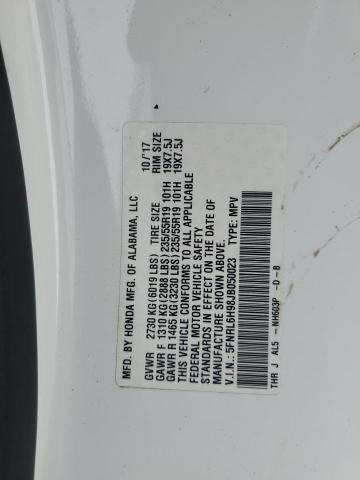 MFD. BY HONDA MFG. OF ALABAMA, LLC 10/'17
GVWR 2730 KG(6019 LBS) TIRE SIZE RIM SIZE
GAWR F 1310 KG(2888 LBS)235/55R19 101H 19X7.5J
GAWR R 1465 KG(3230 LBS)235/55R19 101H 19X7.5J
THIS VEHICLE CONFORMS TO ALL APPLICABLE
FEDERAL MOTOR VEHICLE SAFETY
STANDARDS IN EFFECT ON THE DATE OF
MANUFACTURE SHOWN ABOVE.
V.I.N.: 5FNRL6H98JB050023 TYPE: MPV
THR J AL5 -NH603P -D-B